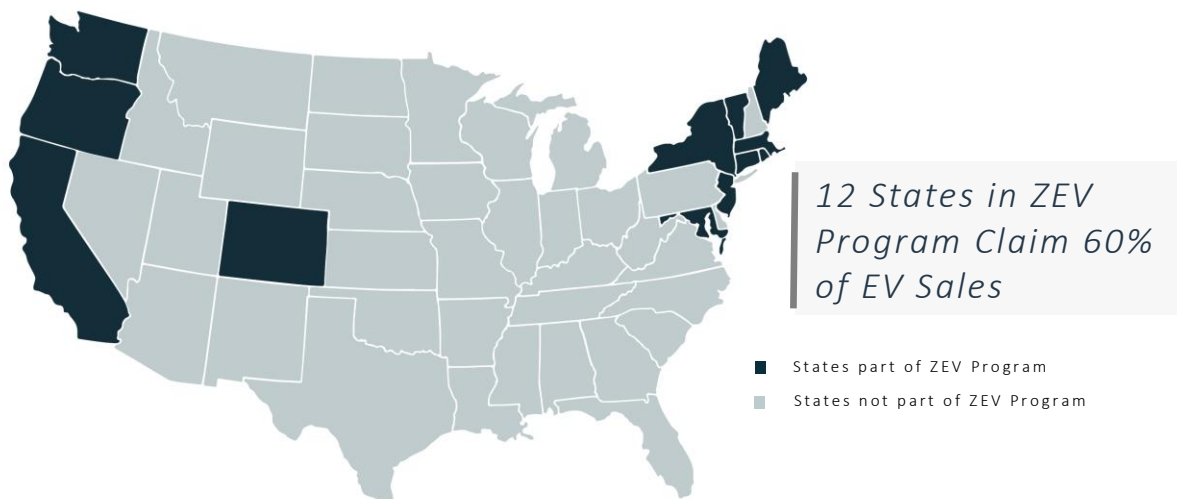 12 States in ZEV
Program Claim 60%
of EV Sales
States part of ZEV Program
States not part of ZEV Program